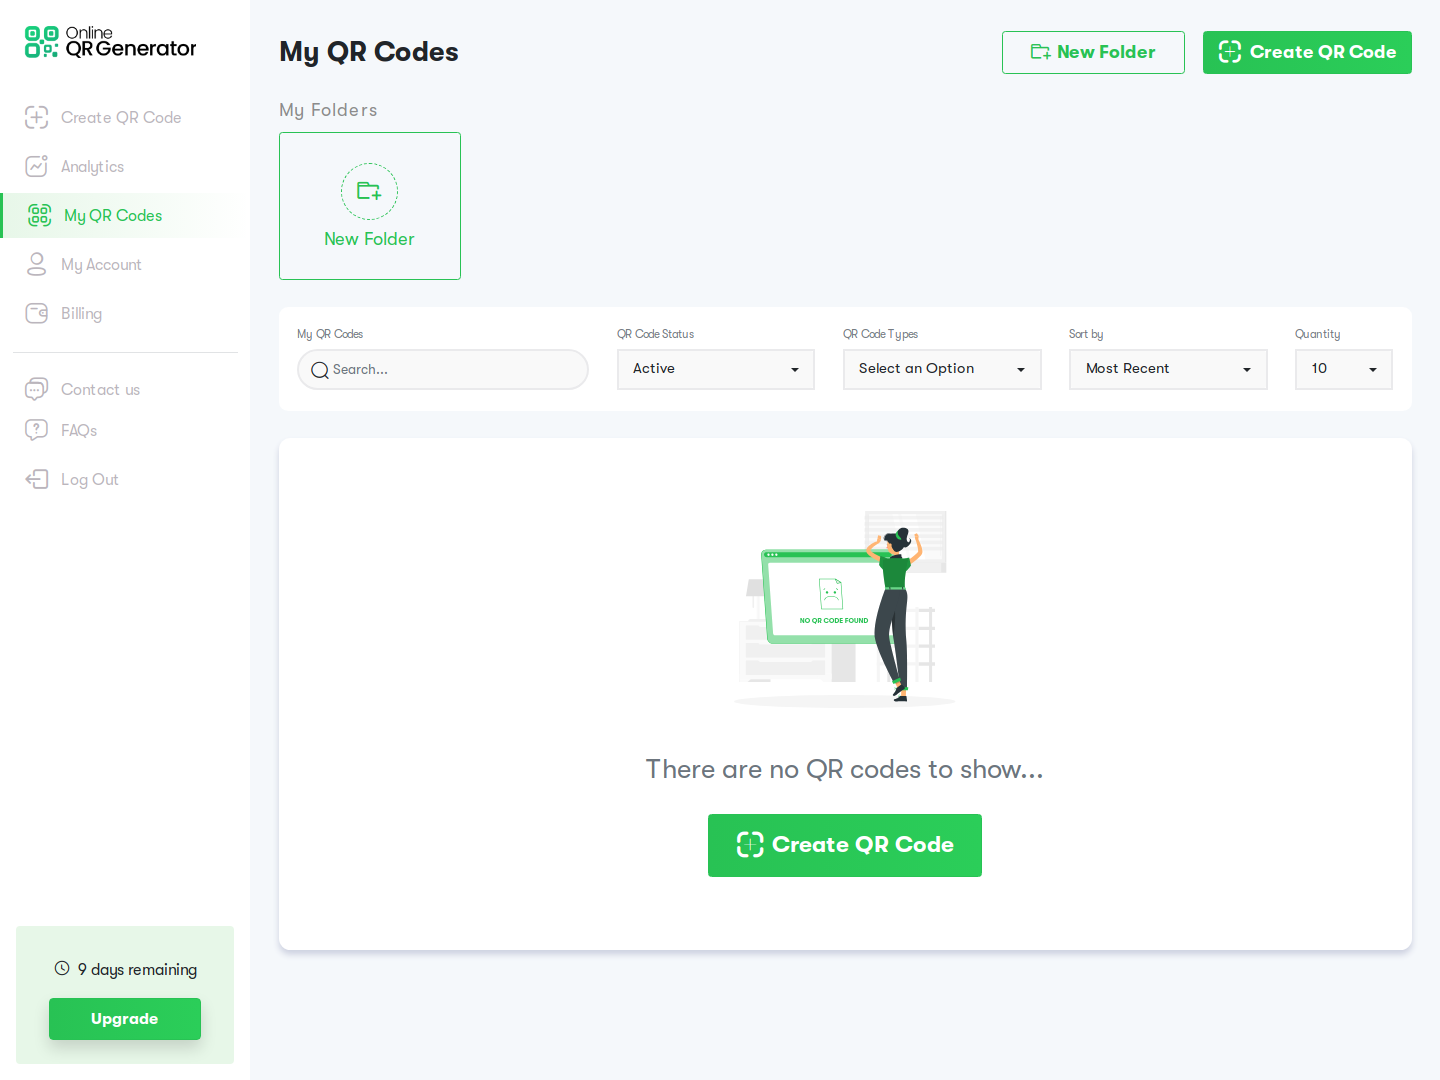 Online
QR Generator
Create QR Code
Analytics
My QR Codes
My Account
Billing
Contact us
FAQs
Log Out
9 days remaining
Upgrade
My QR Codes
New Folder
Create QR Code
My Folders
New Folder
My QR Codes
Search...
QR Code Status
Active
QR Code Types
Select an Option
Sort by
Most Recent
Quantity
10
NO QR CODE FOUND
There are no QR codes to show...
Create QR Code